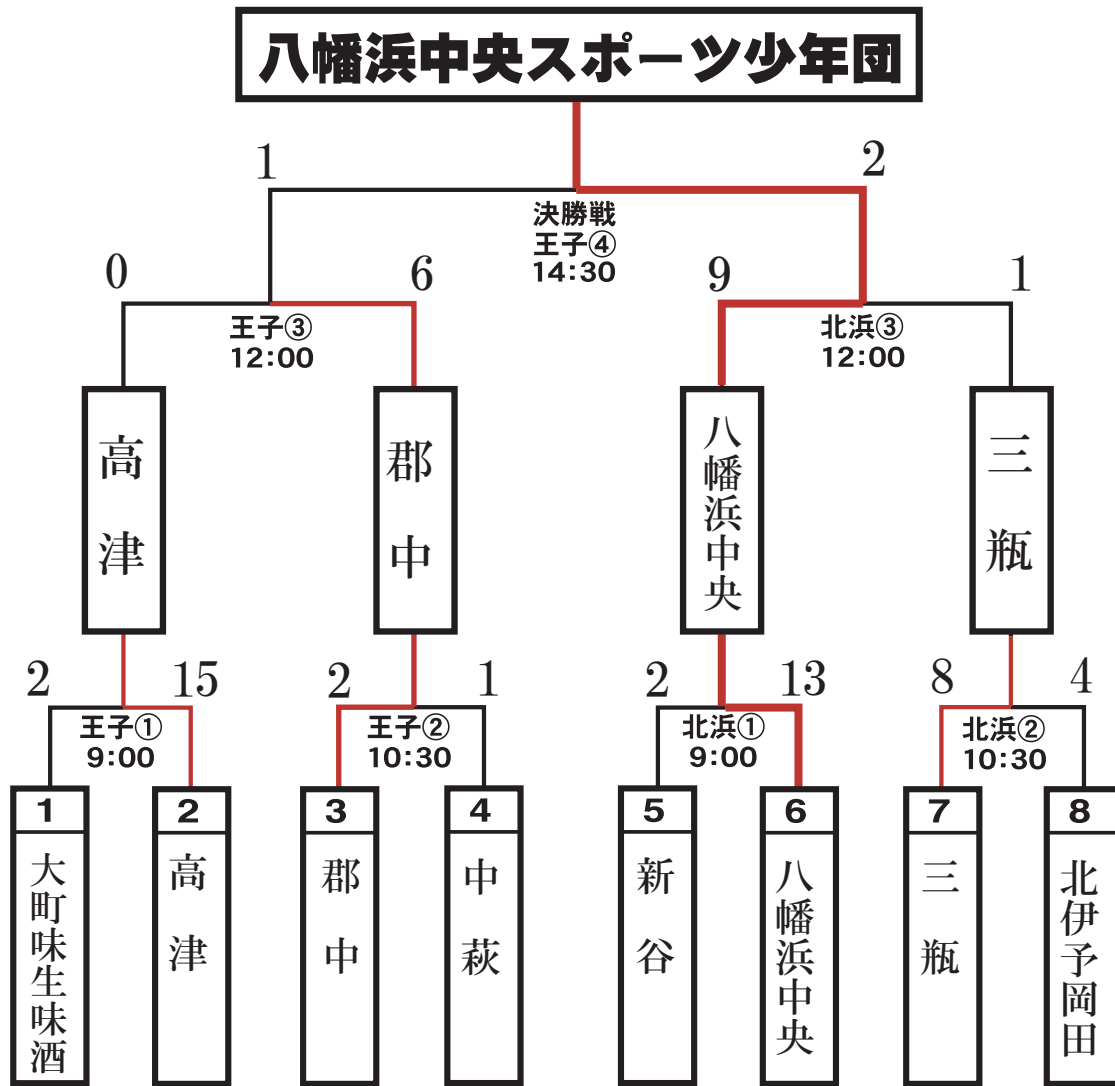 八幡浜中央スポーツ少年団
1
2
決勝戦
王子④
14:30
0
6
9
1
王子③
12:00
北浜③
12:00
高津
郡中
八幡浜中央
三瓶
2
15
2
1
2
13
8
4
王子①
9:00
王子②
10:30
北浜①
9:00
北浜②
10:30
1
2
3
4
5
6
7
8
大町味生味酒
高津
郡中
中萩
新谷
八幡浜中央
三瓶
北伊予岡田